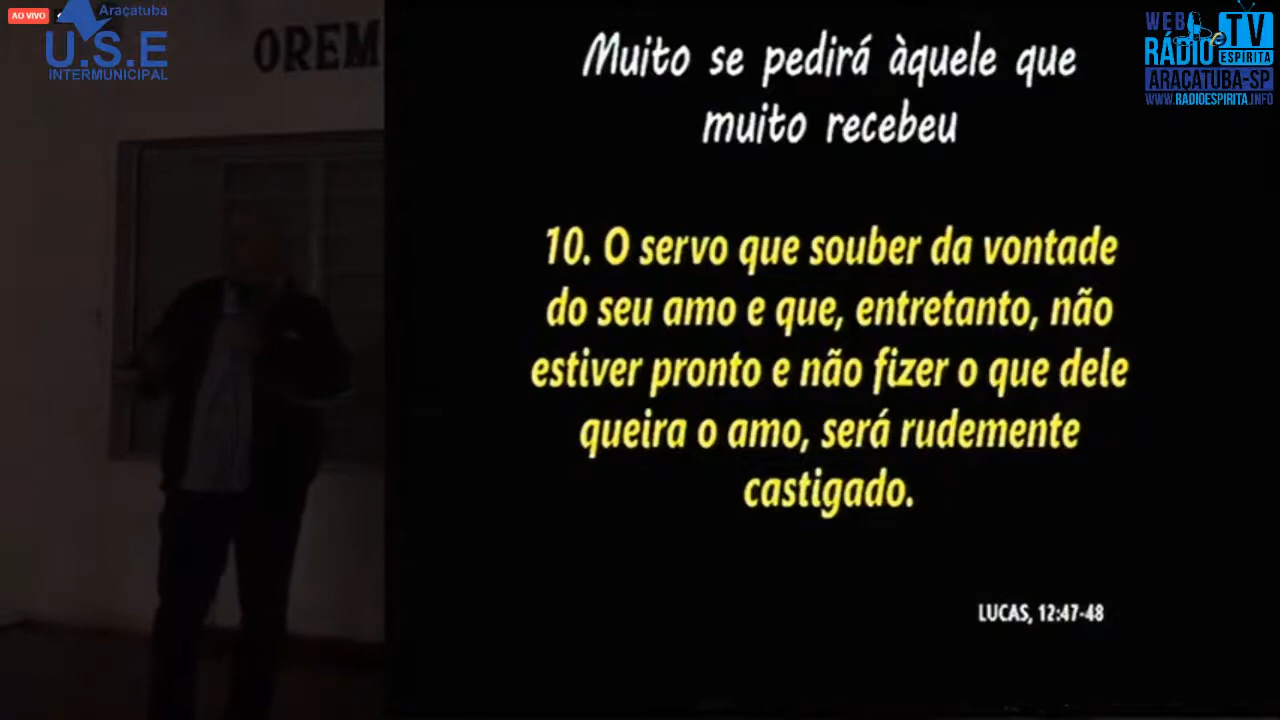 AO VIVO
Araçatuba
U.S.E
INTERMUNICIPAL
OREM
Muito se pedirá àquele que
muito recebeu
10. O servo que souber da vontade
do seu amo e que, entretanto, não
estiver pronto e não fizer o que dele
queira o amo, será rudemente
castigado.
LUCAS, 12:47-48
WEB
RÁDIO e TV
ESPIRITA
ARAÇATUBA-SP
WWW.RADIOESPIRITA.INFO